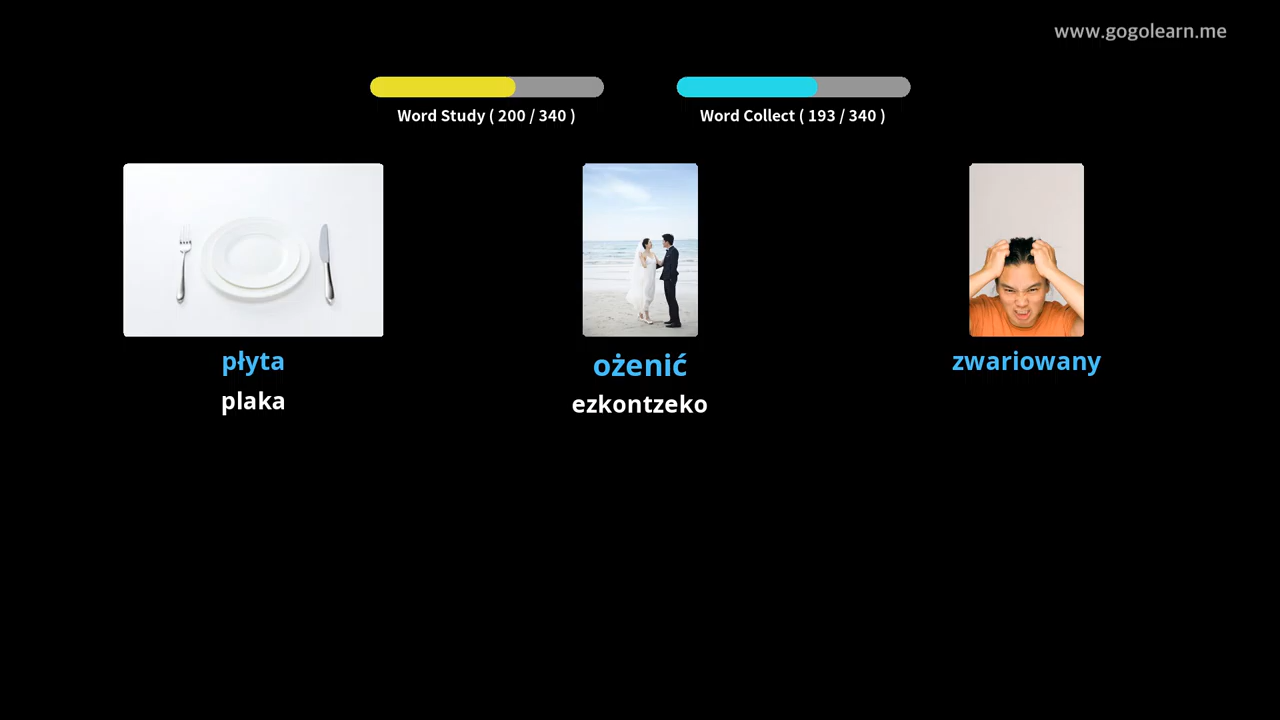 www.gogolearn.me
Word Study ( 200 / 340 )
Word Collect ( 193 / 340 )
płyta
plaka
ożenić
ezkontzeko
zwariowany